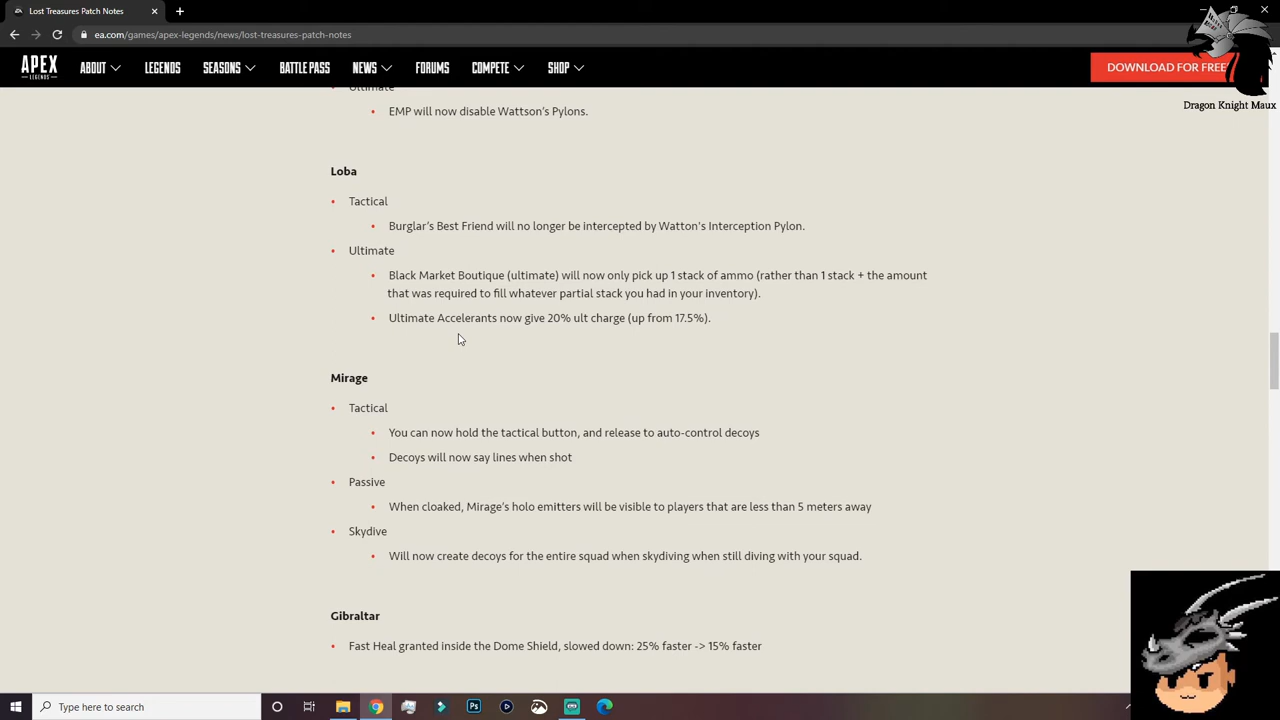 Lost Treasures Patch Notes
ea.com/games/apex-legends/news/lost-treasures-patch-notes
APEX
LEGENDS
ABOUT
LEGENDS
SEASONS
BATTLE PASS
NEWS
FORUMS
COMPETE
SHOP
DOWNLOAD FOR FREE
Dragon Knight Maux
Ultimate
EMP will now disable Wattson's Pylons.
Loba
Tactical
Burglar's Best Friend will no longer be intercepted by Watton's Interception Pylon.
Ultimate
Black Market Boutique (ultimate) will now only pick up 1 stack of ammo (rather than 1 stack + the amount
that was required to fill whatever partial stack you had in your inventory).
Ultimate Accelerants now give 20% ult charge (up from 17.5%).
Mirage
Tactical
You can now hold the tactical button, and release to auto-control decoys
Decoys will now say lines when shot
Passive
When cloaked, Mirage's holo emitters will be visible to players that are less than 5 meters away
Skydive
Will now create decoys for the entire squad when skydiving when still diving with your squad.
Gibraltar
Fast Heal granted inside the Dome Shield, slowed down: 25% faster -> 15% faster
Type here to search